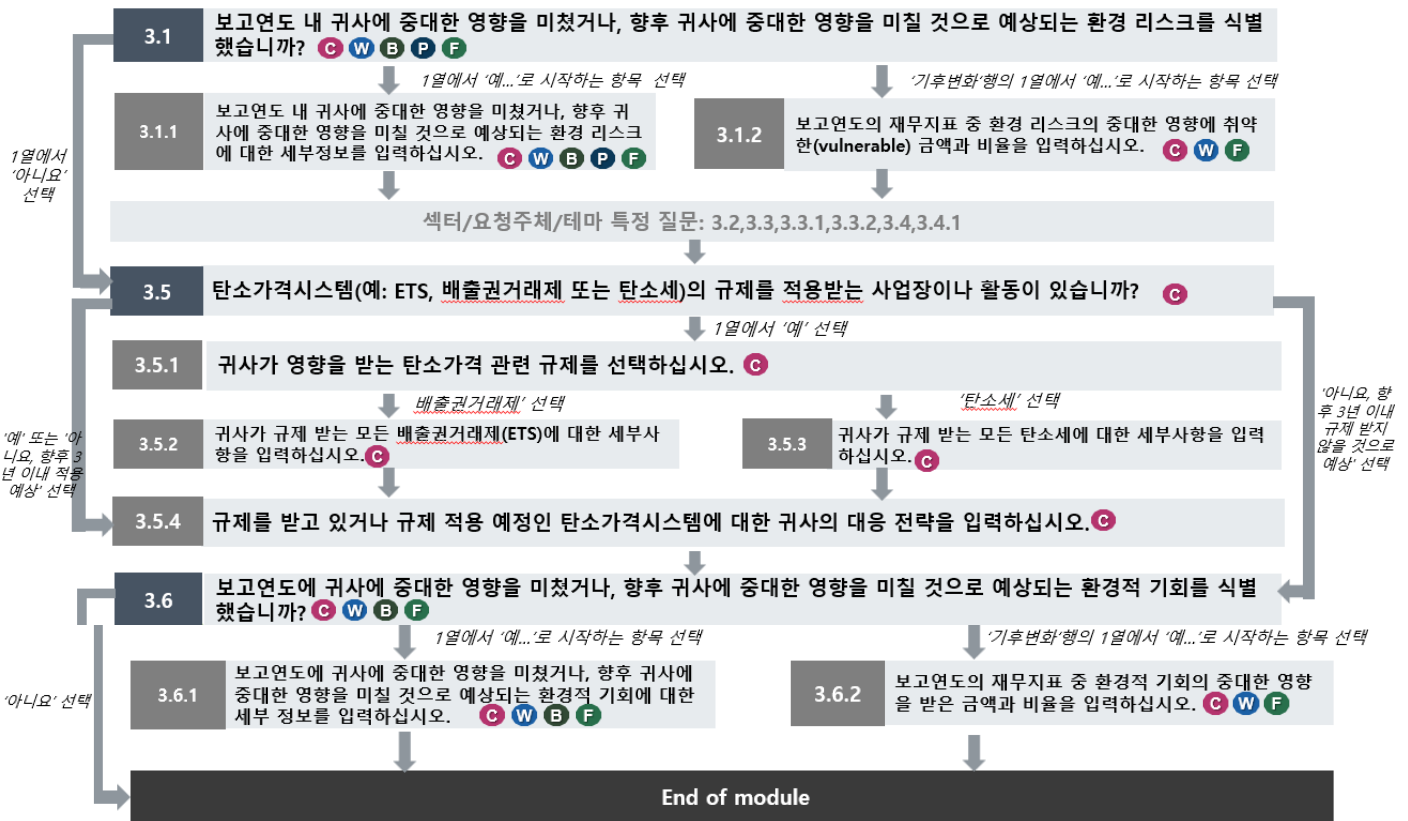 3.1
보고연도 내 귀사에 중대한 영향을 미쳤거나, 향후 귀사에 중대한 영향을 미칠 것으로 예상되는 환경 리스크를 식별
했습니까? C W B P F
1열에서 ‘예...’로 시작하는 항목 선택
‘기후변화‘행의 1열에서 ‘예...’로 시작하는 항목 선택
3.1.1
보고연도 내 귀사에 중대한 영향을 미쳤거나, 향후 귀
사에 중대한 영향을 미칠 것으로 예상되는 환경 리스크
에 대한 세부정보를 입력하십시오. C W B P F
3.1.2
보고연도의 재무지표 중 환경 리스크의 중대한 영향에 취약
한(vulnerable) 금액과 비율을 입력하십시오. C W F
1열에서
‘아니요’
선택
섹터/요청주체/테마 특정 질문: 3.2,3.3,3.3.1,3.3.2,3.4,3.4.1
3.5
탄소가격시스템(예: ETS, 배출권거래제 또는 탄소세)의 규제를 적용받는 사업장이나 활동이 있습니까? C
1열에서 ‘예’ 선택
3.5.1
귀사가 영향을 받는 탄소가격 관련 규제를 선택하십시오. C
배출권거래제’ 선택
‘탄소세’ 선택
3.5.2
귀사가 규제 받는 모든 배출권거래제(ETS)에 대한 세부사
항을 입력하십시오. C
3.5.3
귀사가 규제 받는 모든 탄소세에 대한 세부사항을 입력
하십시오. C
‘예’ 또는 ‘아
니요, 향후 3
년 이내 적용
예상’ 선택
‘아니요, 향
후 3년 이내
규제 받지
않을 것으로
예상’ 선택
3.5.4
규제를 받고 있거나 규제 적용 예정인 탄소가격시스템에 대한 귀사의 대응 전략을 입력하십시오. C
3.6
보고연도에 귀사에 중대한 영향을 미쳤거나, 향후 귀사에 중대한 영향을 미칠 것으로 예상되는 환경적 기회를 식별
했습니까? C W B F
1열에서 ‘예...’로 시작하는 항목 선택
‘기후변화‘행의 1열에서 ‘예...’로 시작하는 항목 선택
3.6.1
보고연도에 귀사에 중대한 영향을 미쳤거나, 향후 귀사에
중대한 영향을 미칠 것으로 예상되는 환경적 기회에 대한
세부 정보를 입력하십시오. C W B F
3.6.2
보고연도의 재무지표 중 환경적 기회의 중대한 영향
을 받은 금액과 비율을 입력하십시오. C W F
‘아니요’ 선택
End of module